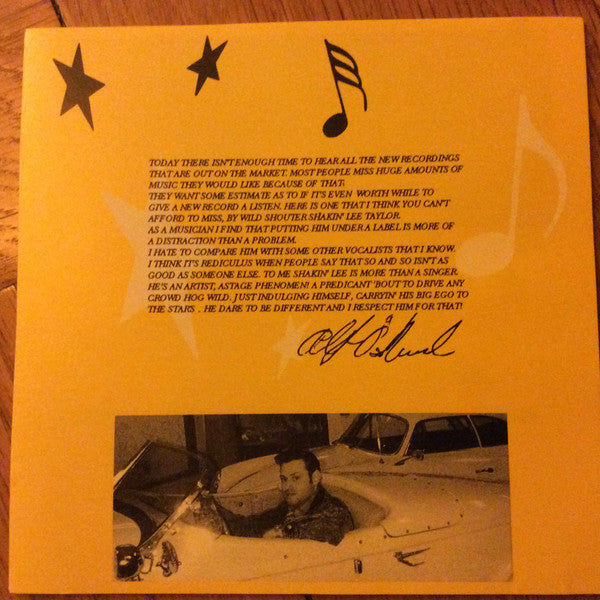 TODAY THERE ISN'T ENOUGH TIME TO HEAR ALL THE NEW RECORDINGS
THAT ARE OUT ON THE MARKET. MOST PEOPLE MISS HUGE AMOUNTS OF
MUSIC THEY WOULD LIKE BECAUSE OF THAT.
THEY WANT SOME ESTIMATE AS TO IF IT'S EVEN WORTH WHILE TO
GIVE A NEW RECORD A LISTEN. HERE IS ONE THAT I THINK YOU CAN'T
AFFORD TO MISS, BY WILD SHOUTER SHAKIN' LEE TAYLOR.
AS A MUSICIAN I FIND THAT PUTTING HIM UNDER A LABEL IS MORE OF
A DISTRACTION THAN A PROBLEM.
I HATE TO COMPARE HIM WITH SOME OTHER VOCALISTS THAT I KNOW.
I THINK IT'S REDICULUS WHEN PEOPLE SAY THAT SO AND SO ISN'T AS
GOOD AS SOMEONE ELSE. TO ME SHAKIN' LEE IS MORE THAN A SINGER.
HE'S AN ARTIST, ASTAGE PHENOMEN! A PREDICANT 'BOUT TO DRIVE ANY
CROWD HOG WILD. JUST INDULGING HIMSELF, CARRYIN' HIS BIG EGO TO
THE STARS . HE DARE TO BE DIFFERENT AND I RESPECT HIM FOR THAT!